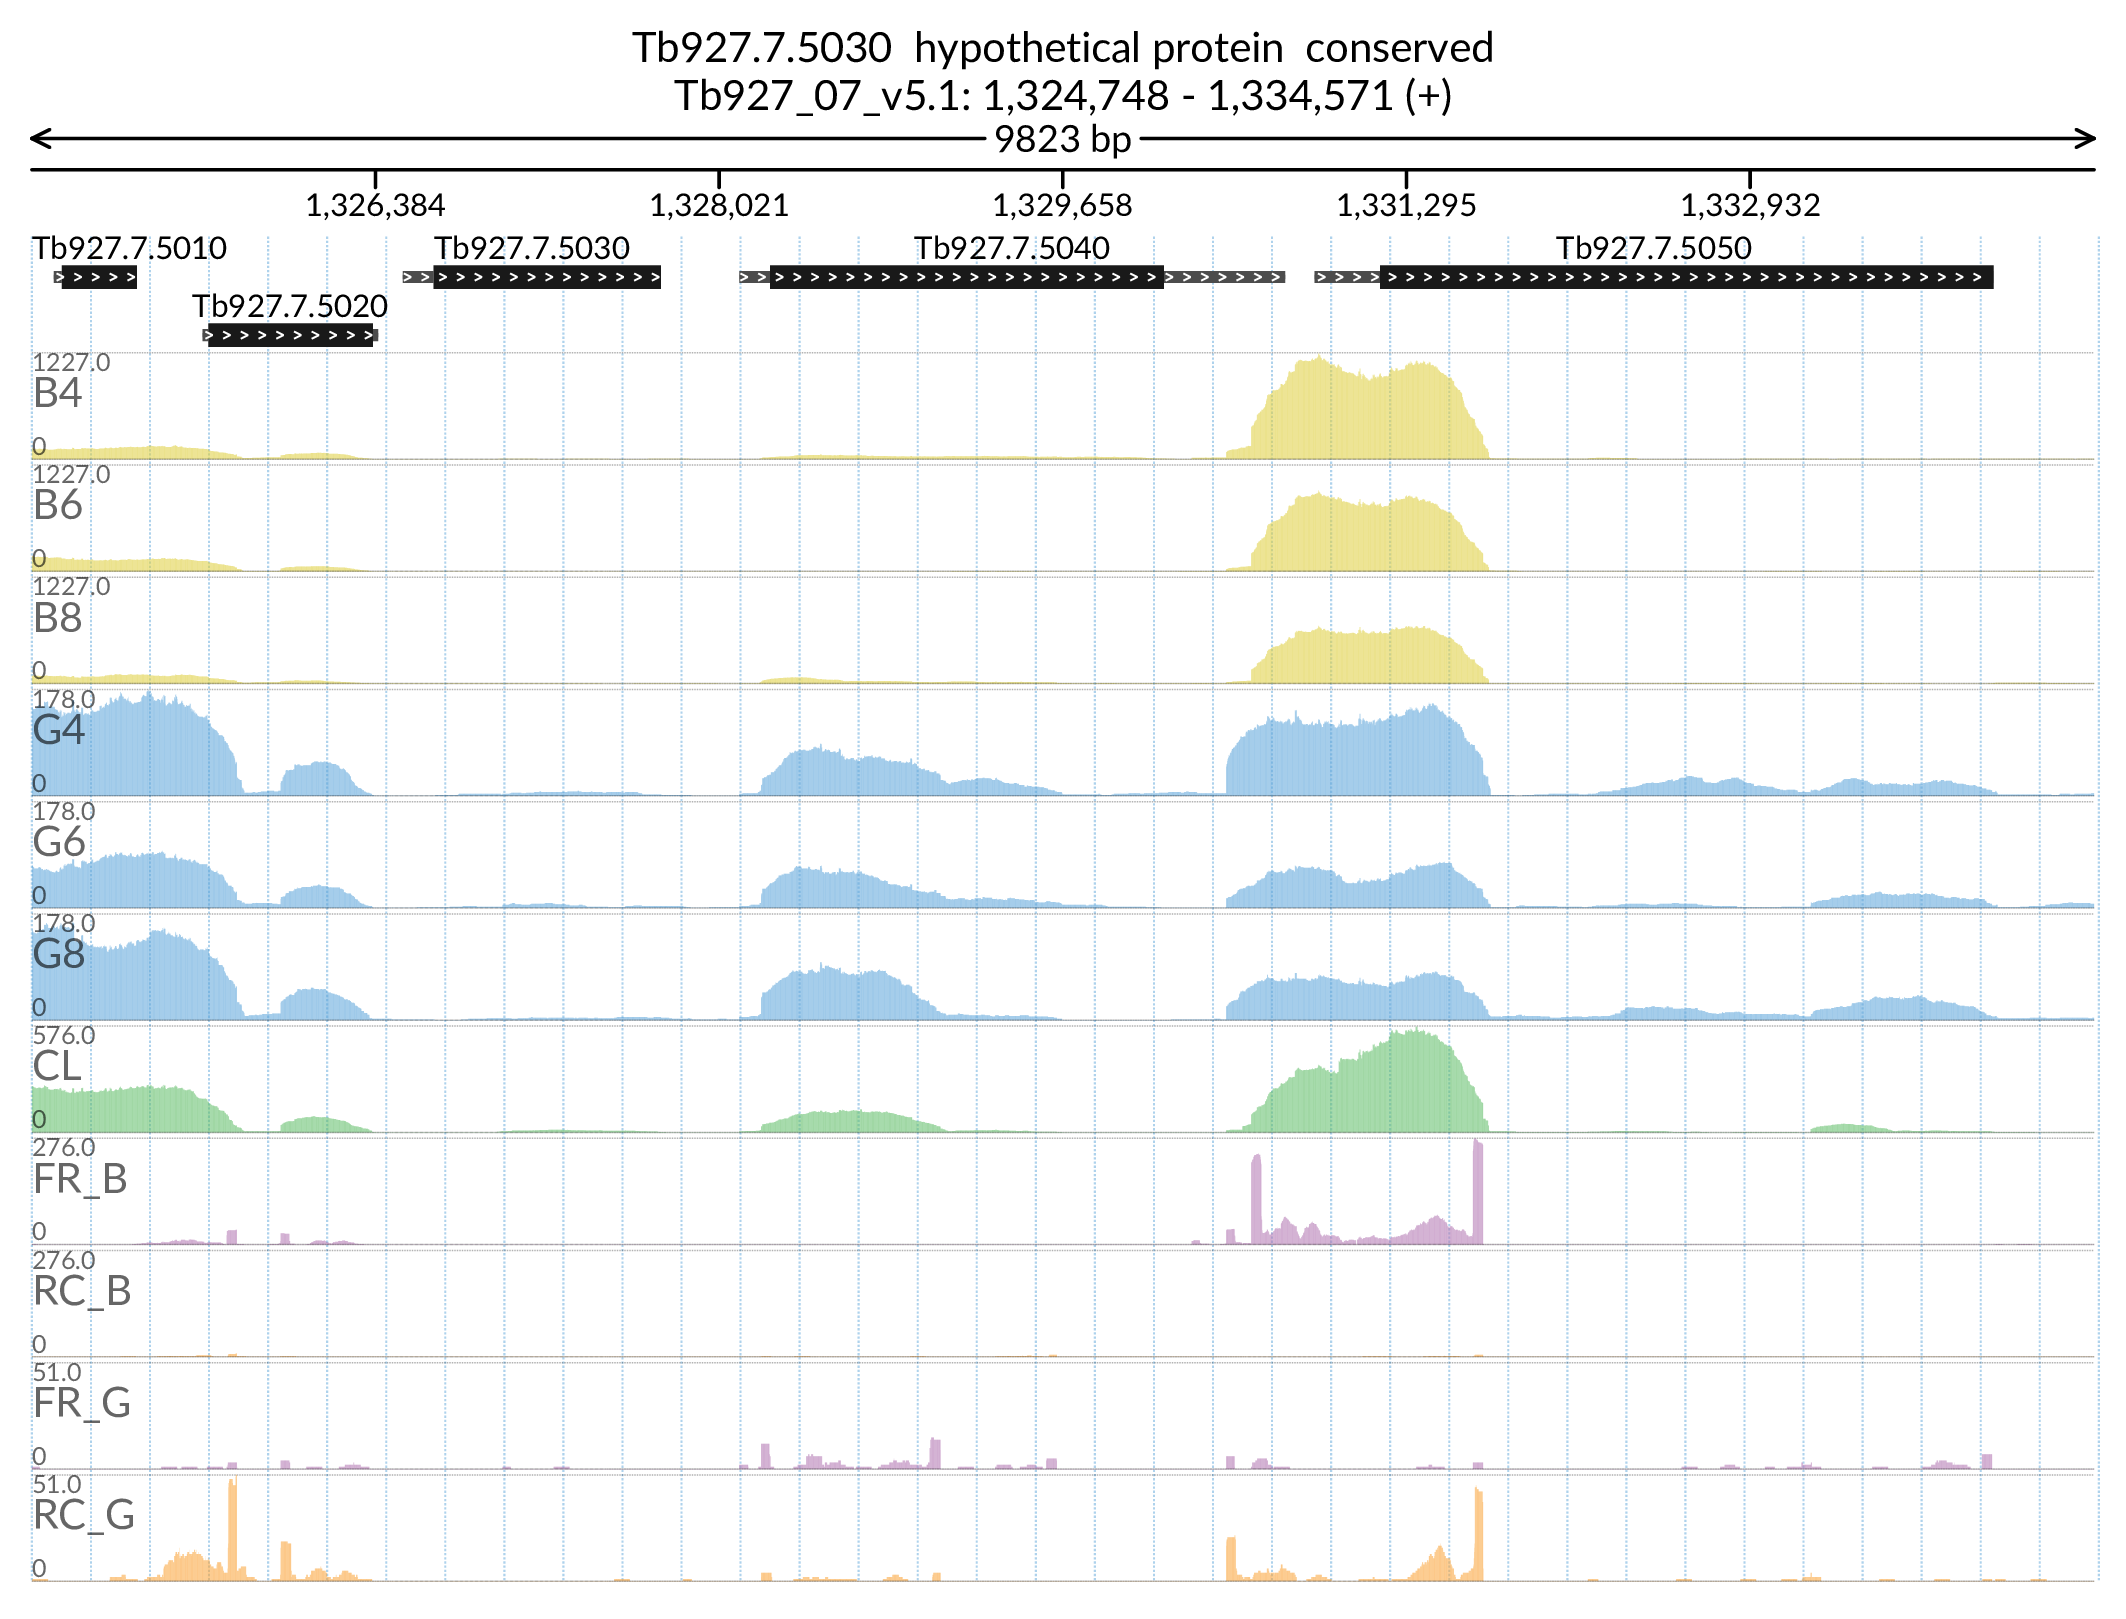 Tb927.7.5030 hypothetical protein conserved
Tb927_07_v5.1: 1,324,748 - 1,334,571 (+)
9823 bp
1,326,384 1,328,021 1,329,658 1,331,295 1,332,932
Tb927.7.5010 Tb927.7.5030 Tb927.7.5040 Tb927.7.5050
Tb927.7.5020
1227.0
B4
0
1227.0
B6
0
1227.0
B8
0
178.0
G4
0
178.0
G6
0
178.0
G8
0
576.0
CL
0
276.0
FR_B
0
276.0
RC_B
0
51.0
FR_G
0
51.0
RC_G
0